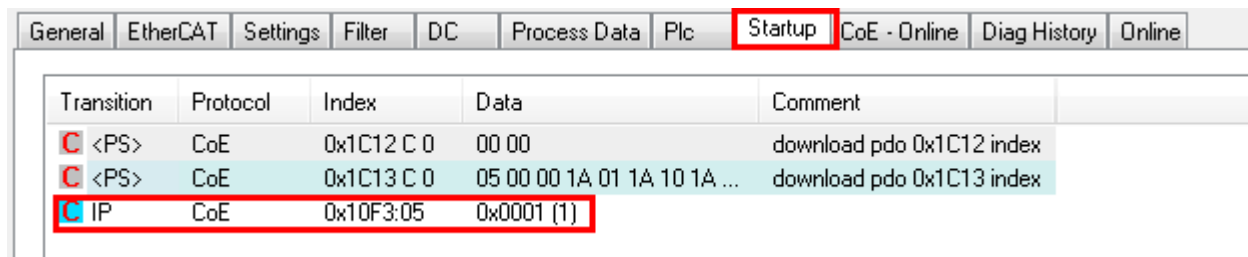 General EtherCAT Settings Filter DC Process Data Plc Startup CoE - Online Diag History Online
Transition Protocol Index Data Comment
C <PS> CoE 0x1C12 C 0 00 00 download pdo 0x1C12 index
C <PS> CoE 0x1C13 C 0 05 00 00 1A 01 1A 10 1A ... download pdo 0x1C13 index
C IP CoE 0x10F3:05 0x0001 (1)